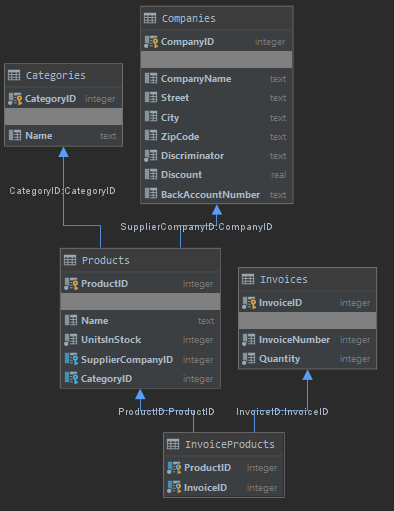 Companies
CompanyID integer
CompanyName text
Street text
City text
ZipCode text
Discriminator text
Discount real
BackAccountNumber text
Categories
CategoryID integer
Name text
CategoryID:CategoryID
SupplierCompanyID:CompanyID
Products
ProductID integer
Name text
UnitsInStock integer
SupplierCompanyID integer
CategoryID integer
Invoices
InvoiceID integer
InvoiceNumber integer
Quantity integer
ProductID:ProductID
InvoiceID:InvoiceID
InvoiceProducts
ProductID integer
InvoiceID integer